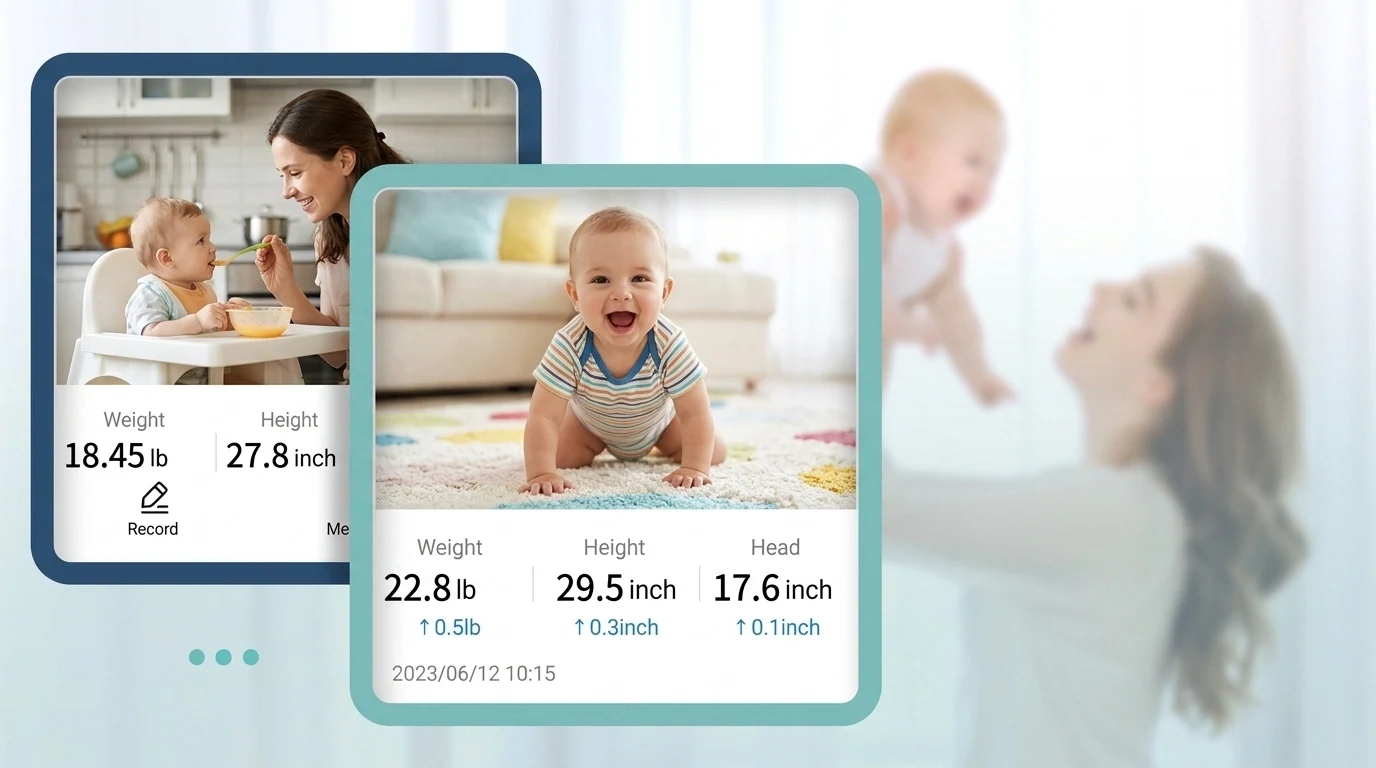 Weight Height
18.45 lb 27.8 inch
Record Me
Weight Height Head
22.8 lb 29.5 inch 17.6 inch
↑ 0.5lb ↑ 0.3inch ↑ 0.1inch
2023/06/12 10:15